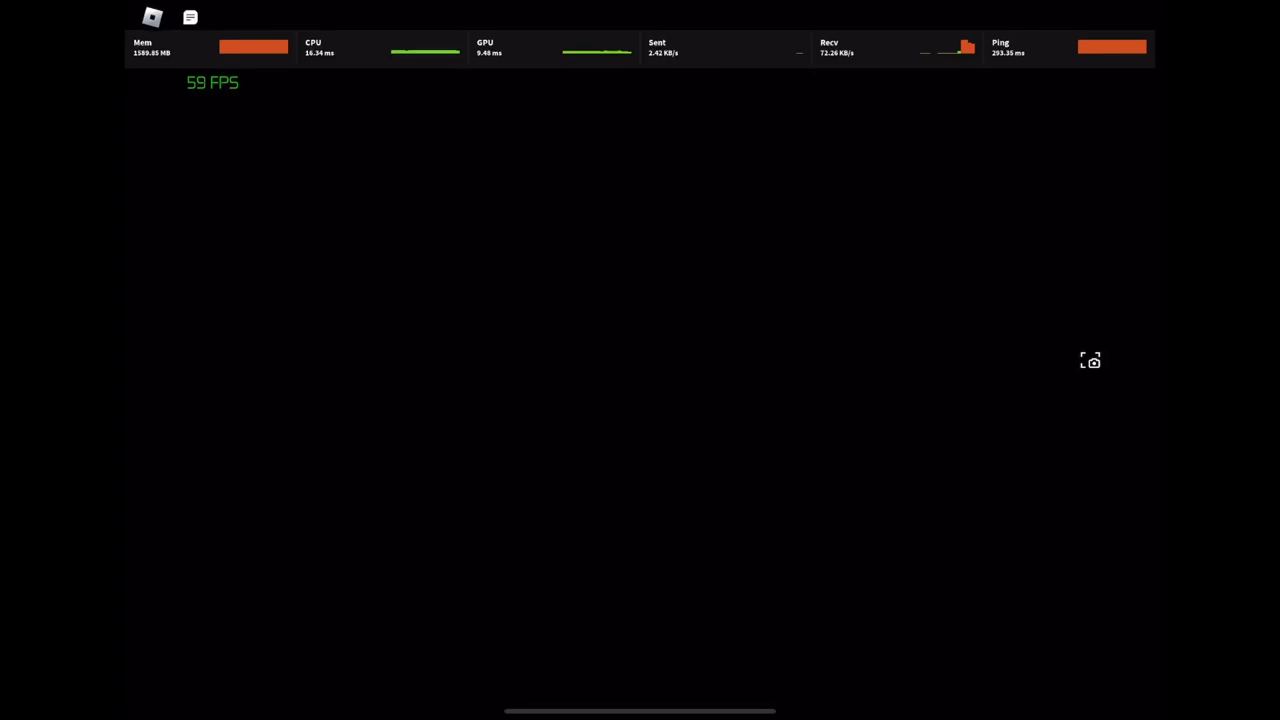 Mem
1589.85 MB
CPU
16.34 ms
GPU
9.48 ms
Sent
2.42 KB/s
Recv
72.26 KB/s
Ping
293.35 ms
59 FPS